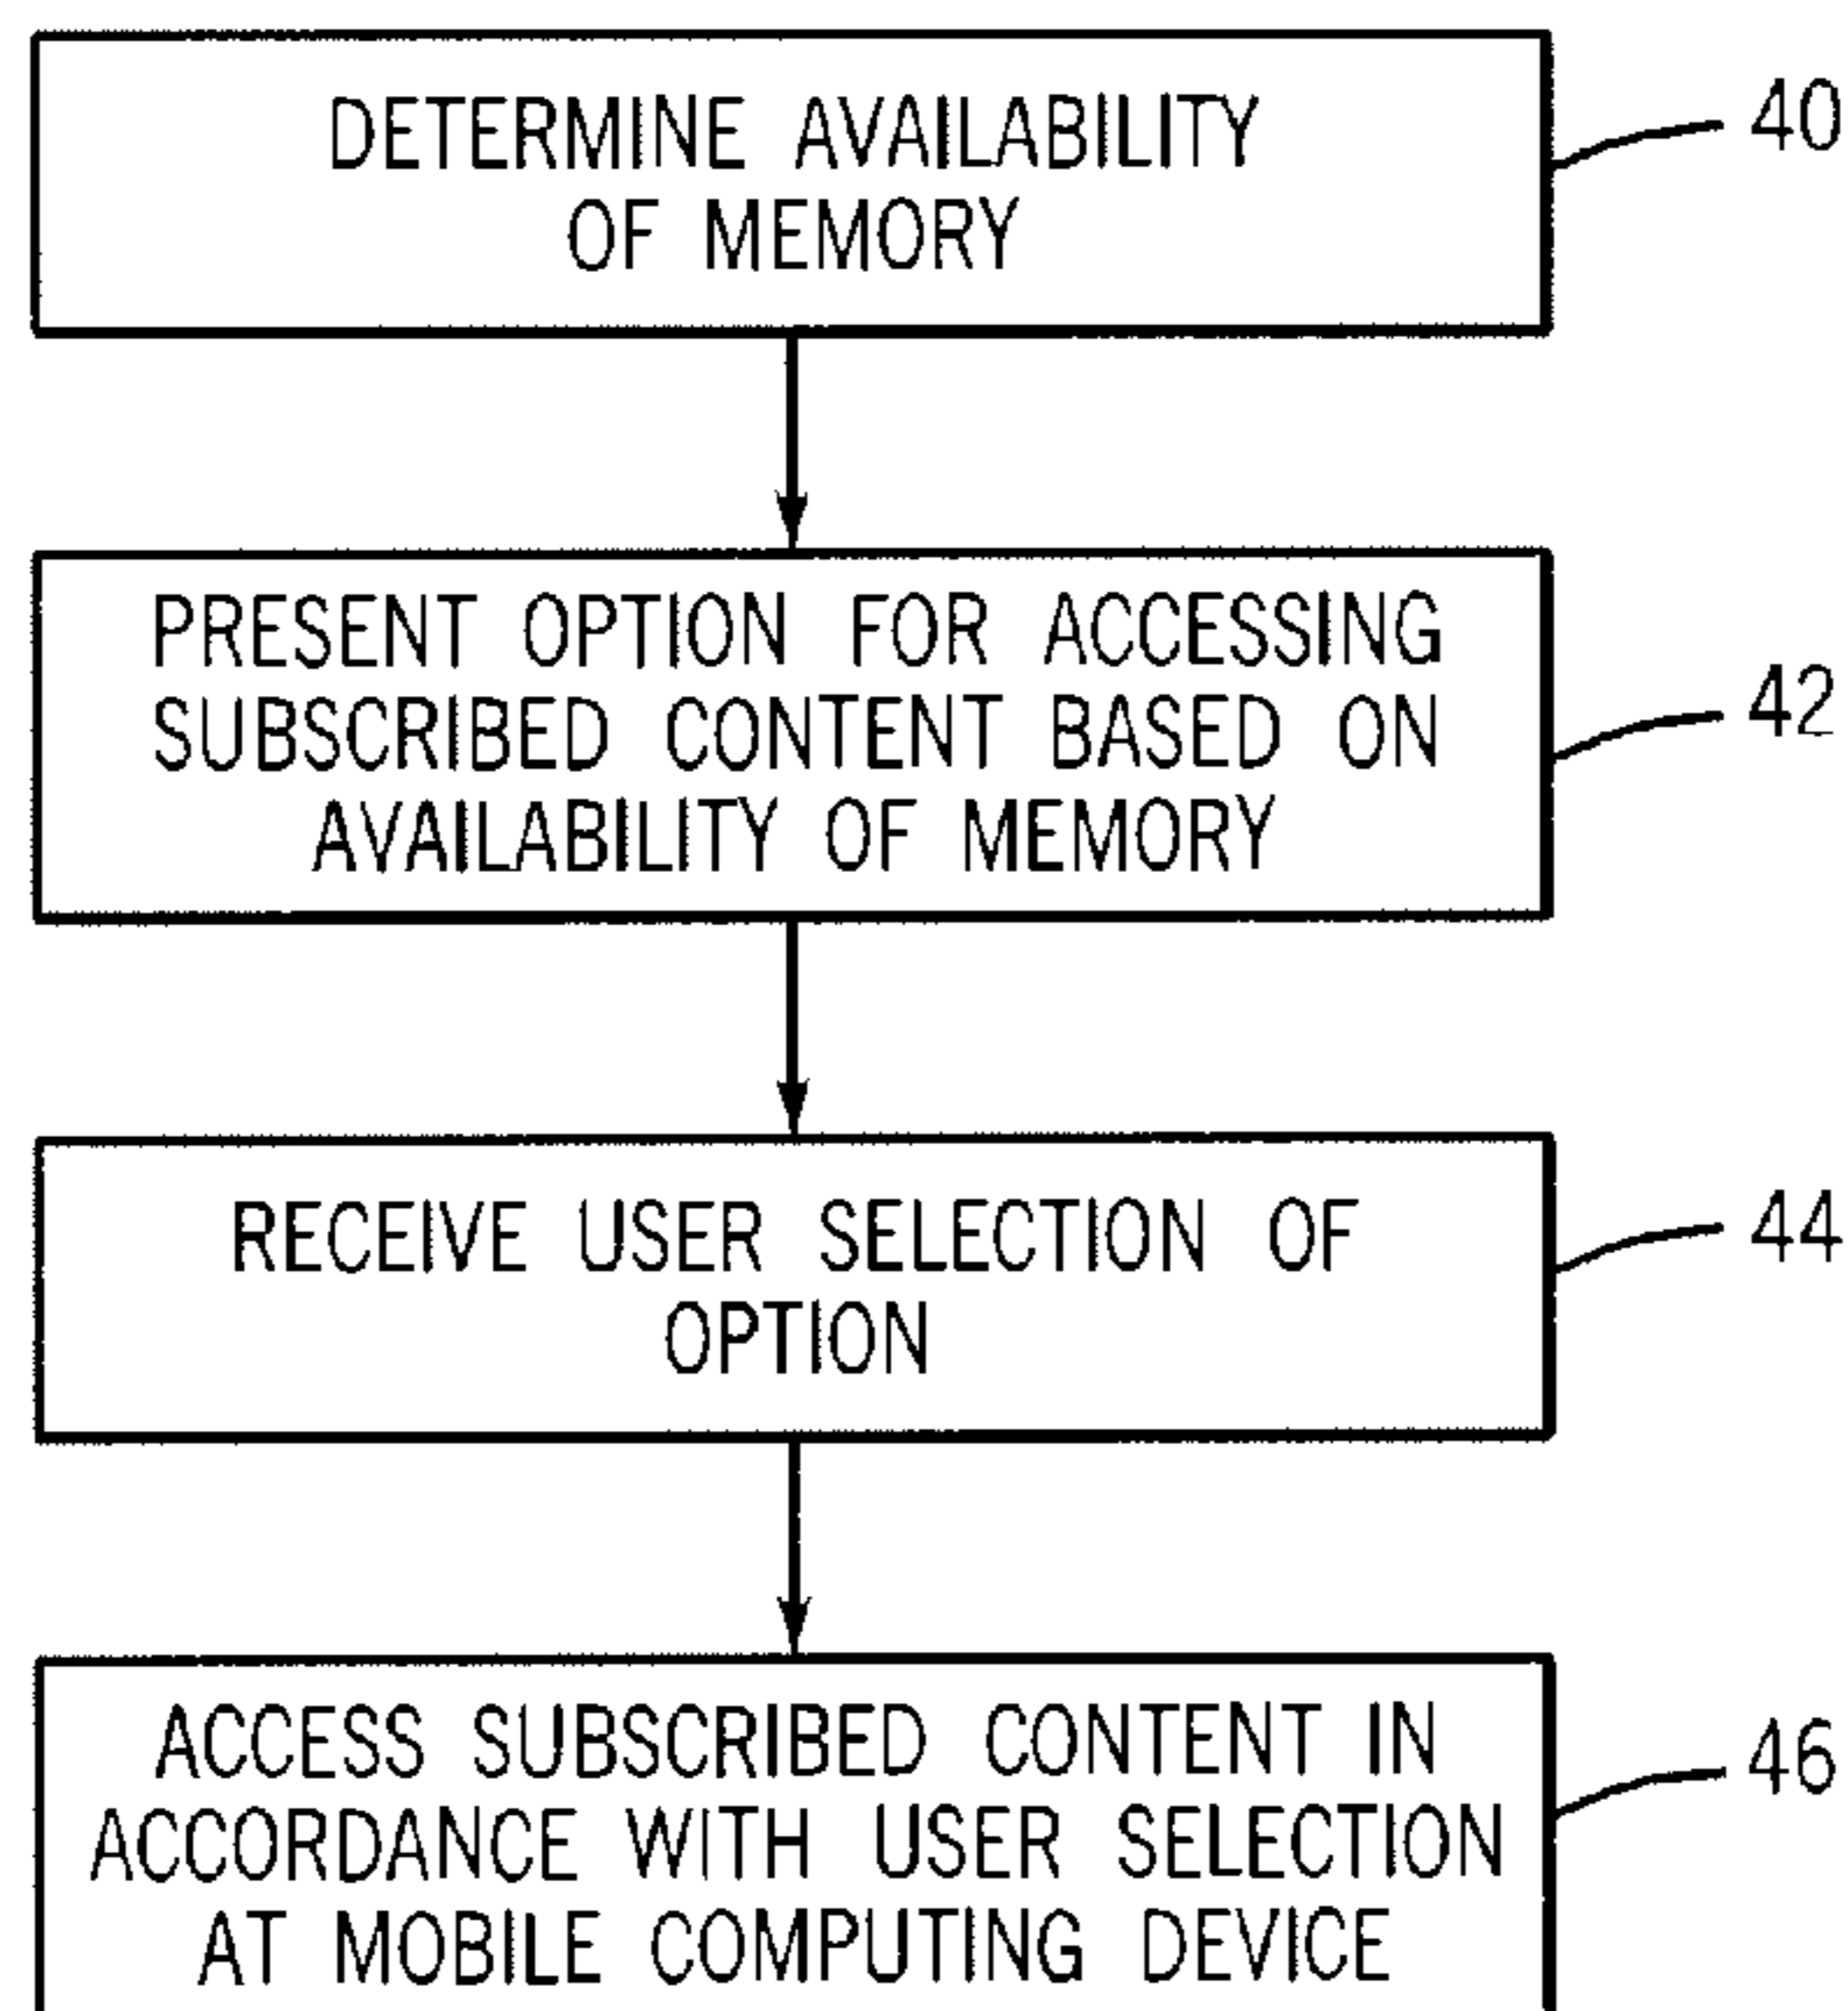 DETERMINE AVAILABILITY
OF MEMORY
40
PRESENT OPTION FOR ACCESSING
SUBSCRIBED CONTENT BASED ON
AVAILABILITY OF MEMORY
42
RECEIVE USER SELECTION OF
OPTION
44
ACCESS SUBSCRIBED CONTENT IN
ACCORDANCE WITH USER SELECTION
AT MOBILE COMPUTING DEVICE
46